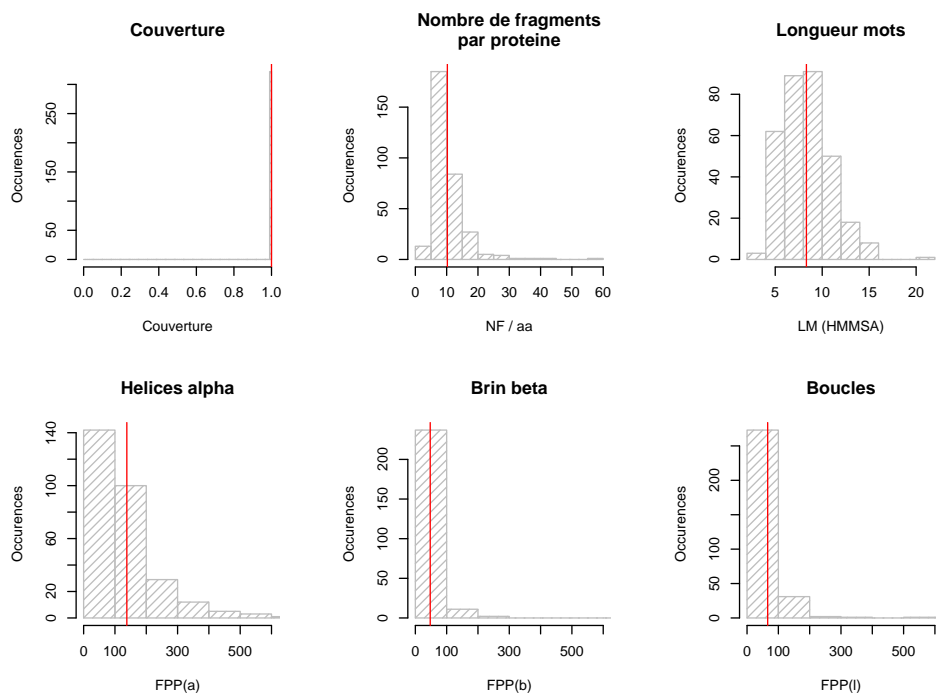 Couverture
Occurences
0
50
150
250
0.0 0.2 0.4 0.6 0.8 1.0
Couverture
Nombre de fragments
par proteine
Occurences
0
50
100
150
0 10 20 30 40 50 60
NF / aa
Longueur mots
Occurences
0
20
40
60
80
5 10 15 20
LM (HMMSA)
Helices alpha
Occurences
0
20
60
100
140
0 100 300 500
FPP(a)
Brin beta
Occurences
0
50
100
150
200
0 100 300 500
FPP(b)
Boucles
Occurences
0
50
100
200
0 100 300 500
FPP(l)